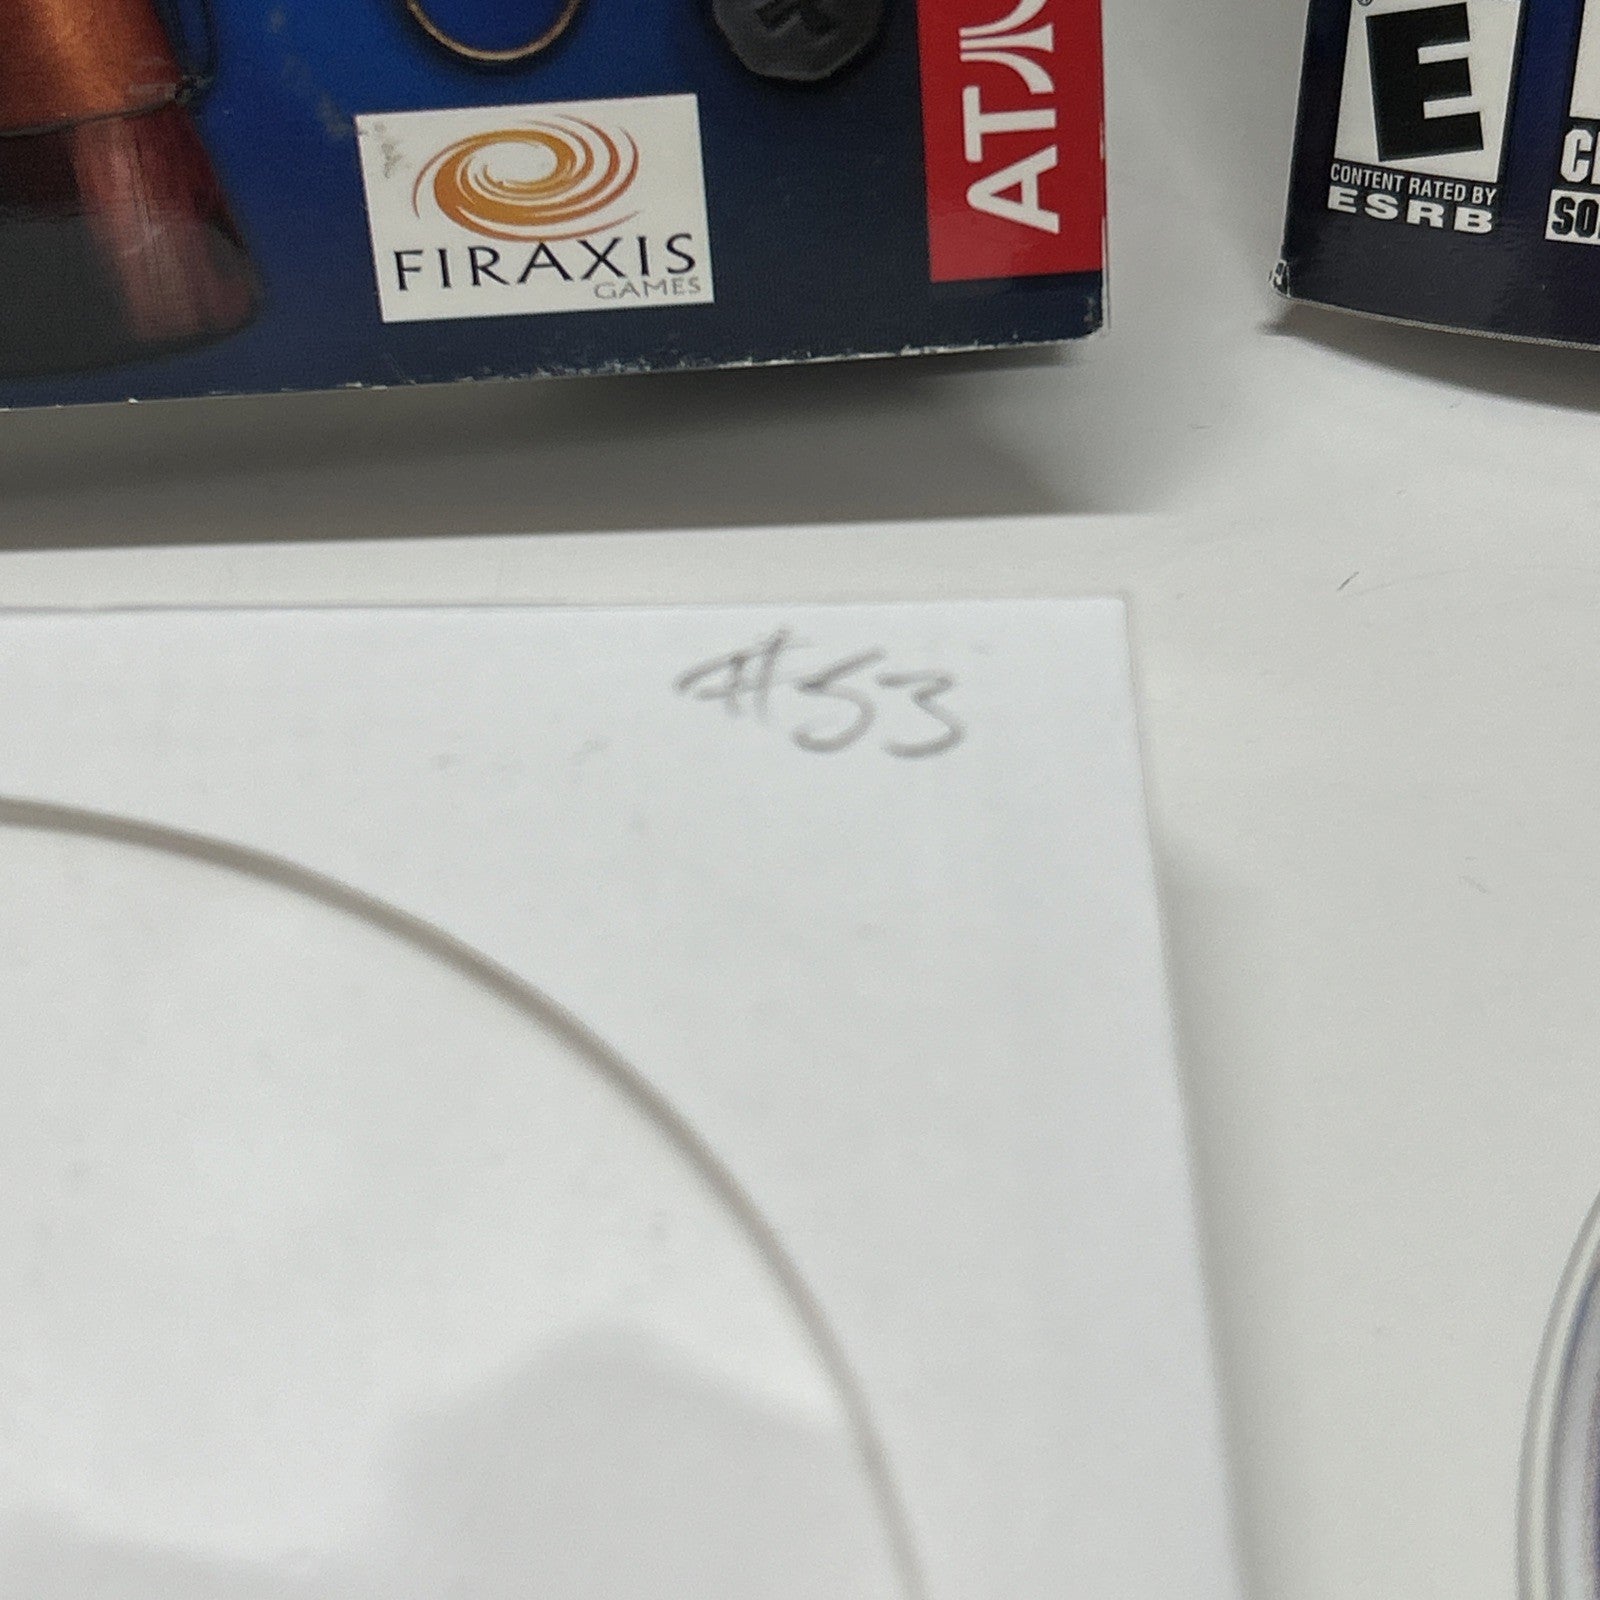 FIRAXIS
GAMES
E
CONTENT RATED BY
ESRB
#53